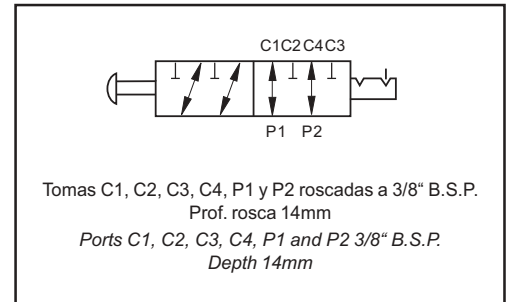 C1C2 C4C3
P1 P2
Tomas C1, C2, C3, C4, P1 y P2 roscadas a 3/8“ B.S.P.
Prof. rosca 14mm
Ports C1, C2, C3, C4, P1 and P2 3/8“ B.S.P.
Depth 14mm